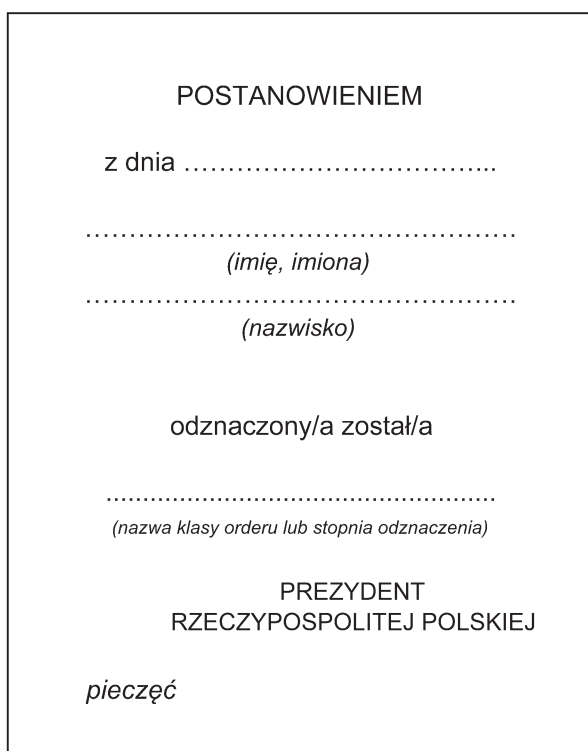 POSTANOWIENIEM
z dnia ……………………………...
………………………………………….
(imię, imiona)
………………………………………….
(nazwisko)
odznaczony/a został/a
.....................................................
(nazwa klasy orderu lub stopnia odznaczenia)
PREZYDENT
RZECZYPOSPOLITEJ POLSKIEJ
pieczęć